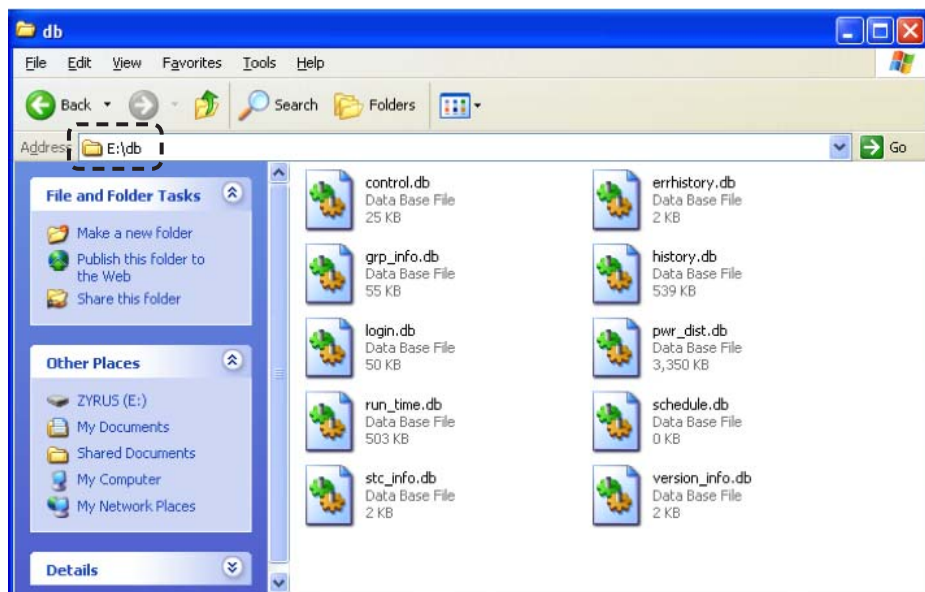 db
File Edit View Favorites Tools Help
Back Search Folders
Address E:\db Go
File and Folder Tasks
Make a new folder
Publish this folder to
the Web
Share this folder
Other Places
ZYRUS (E:)
My Documents
Shared Documents
My Computer
My Network Places
Details
control.db
Data Base File
25 KB
errhistory.db
Data Base File
2 KB
grp_info.db
Data Base File
55 KB
history.db
Data Base File
539 KB
login.db
Data Base File
50 KB
pwr_dist.db
Data Base File
3,350 KB
run_time.db
Data Base File
503 KB
schedule.db
Data Base File
0 KB
stc_info.db
Data Base File
2 KB
version_info.db
Data Base File
2 KB